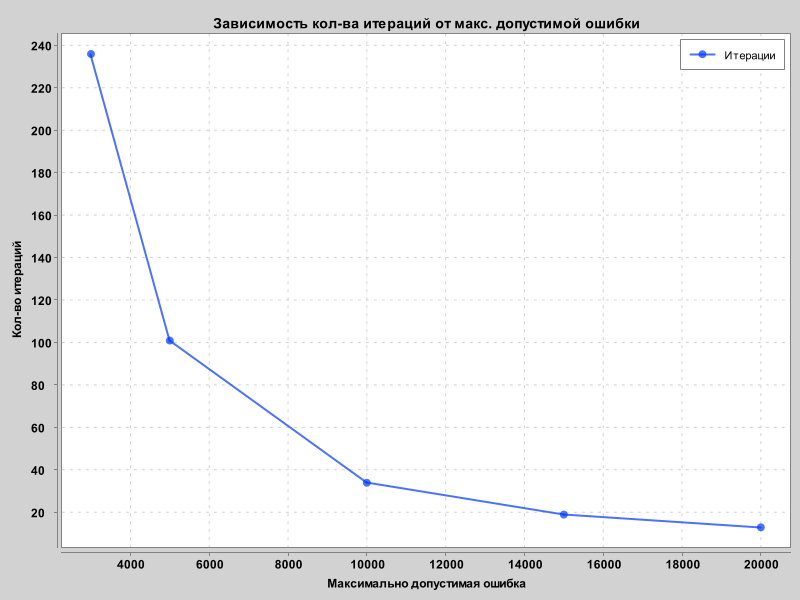 Зависимость кол-ва итераций от макс. допустимой ошибки
Итерации
Кол-во итераций
240
220
200
180
160
140
120
100
80
60
40
20
4000 6000 8000 10000 12000 14000 16000 18000 20000
Максимально допустимая ошибка